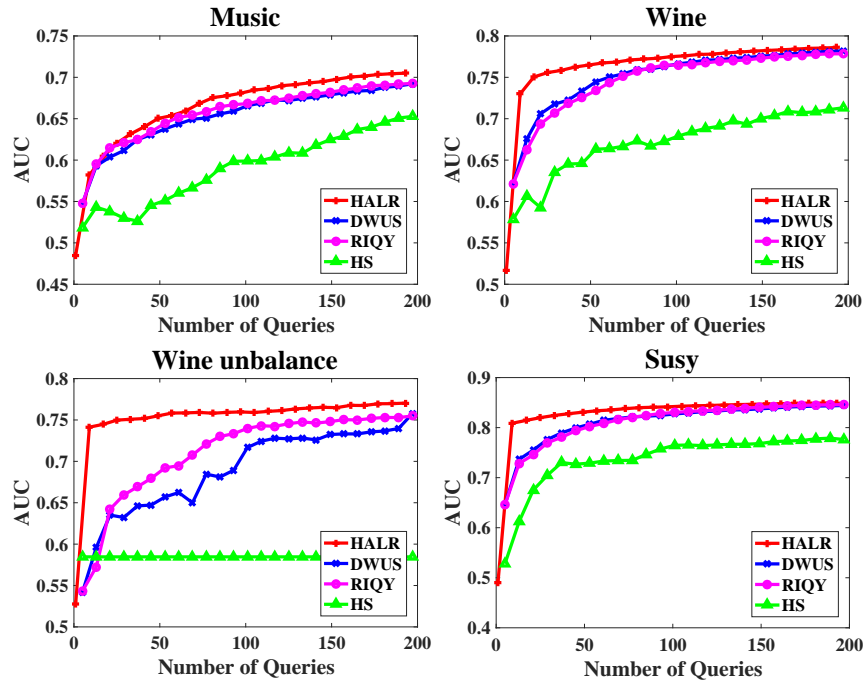 Music
0.75
0.7
0.65
0.6
0.55
0.5
0.45
AUC
0 50 100 150 200
Number of Queries
HALR
DWUS
RIQY
HS
Wine
0.8
0.75
0.7
0.65
0.6
0.55
0.5
AUC
0 50 100 150 200
Number of Queries
HALR
DWUS
RIQY
HS
Wine unbalance
0.8
0.75
0.7
0.65
0.6
0.55
0.5
AUC
0 50 100 150 200
Number of Queries
HALR
DWUS
RIQY
HS
Susy
0.9
0.8
0.7
0.6
0.5
0.4
AUC
0 50 100 150 200
Number of Queries
HALR
DWUS
RIQY
HS